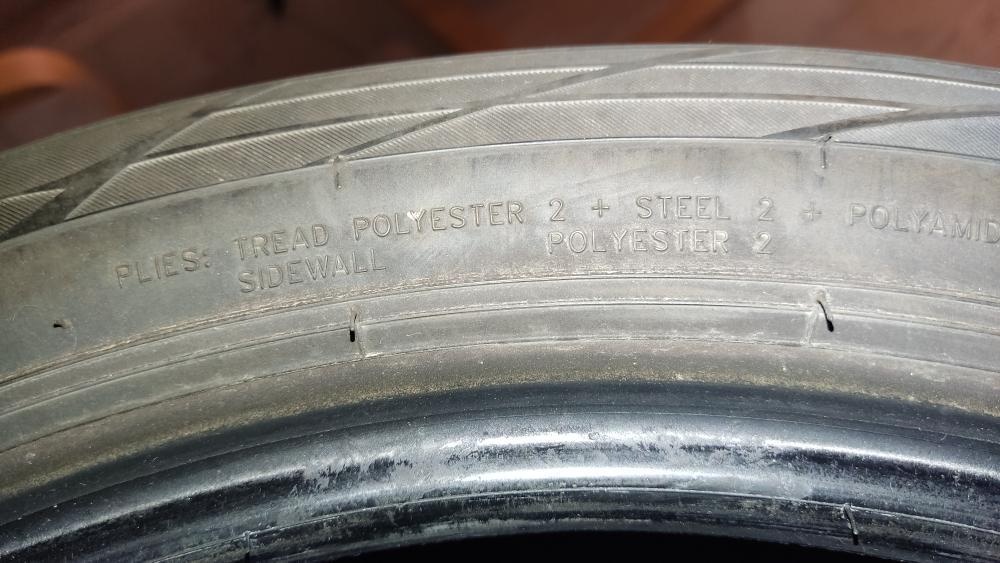 PLIES: TREAD POLYESTER 2 + STEEL 2 + POLYAMID
SIDEWALL POLYESTER 2